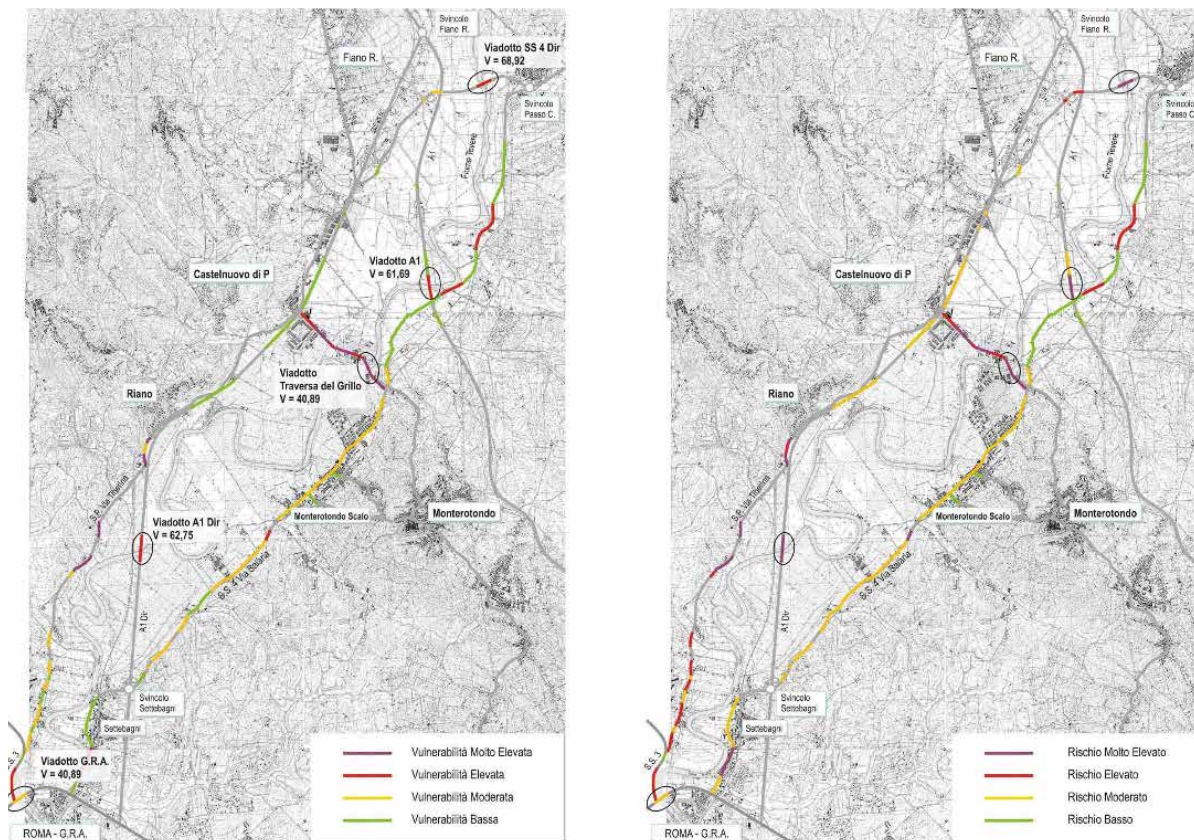 Svincolo
Fiano R.
Viadotto SS 4 Dir
V = 68,92
Fiano R.
A1
Svincolo
Passo C.
Fiume Tevere
A1
Viadotto A1
V = 61,69
Castelnuovo di P
Viadotto
Traversa del Grillo
V = 40,89
Riano
S.P. Via Tiberina
Monterotondo Scalo
Monterotondo
Viadotto A1 Dir
V = 62,75
S.S. 4 Via Salaria
A1 Dir
Svincolo
Settebagni
Settebagni
S.S. 3
Viadotto G.R.A.
V = 40,89
ROMA - G.R.A.
Vulnerabilità Molto Elevata
Vulnerabilità Elevata
Vulnerabilità Moderata
Vulnerabilità Bassa
Svincolo
Fiano R.
Fiano R.
A1
Svincolo
Passo C.
Fiume Tevere
A1
Castelnuovo di P
Riano
S.P. Via Tiberina
Monterotondo Scalo
Monterotondo
S.S. 4 Via Salaria
A1 Dir
Svincolo
Settebagni
Settebagni
S.S. 3
ROMA - G.R.A.
Rischio Molto Elevato
Rischio Elevato
Rischio Moderato
Rischio Basso